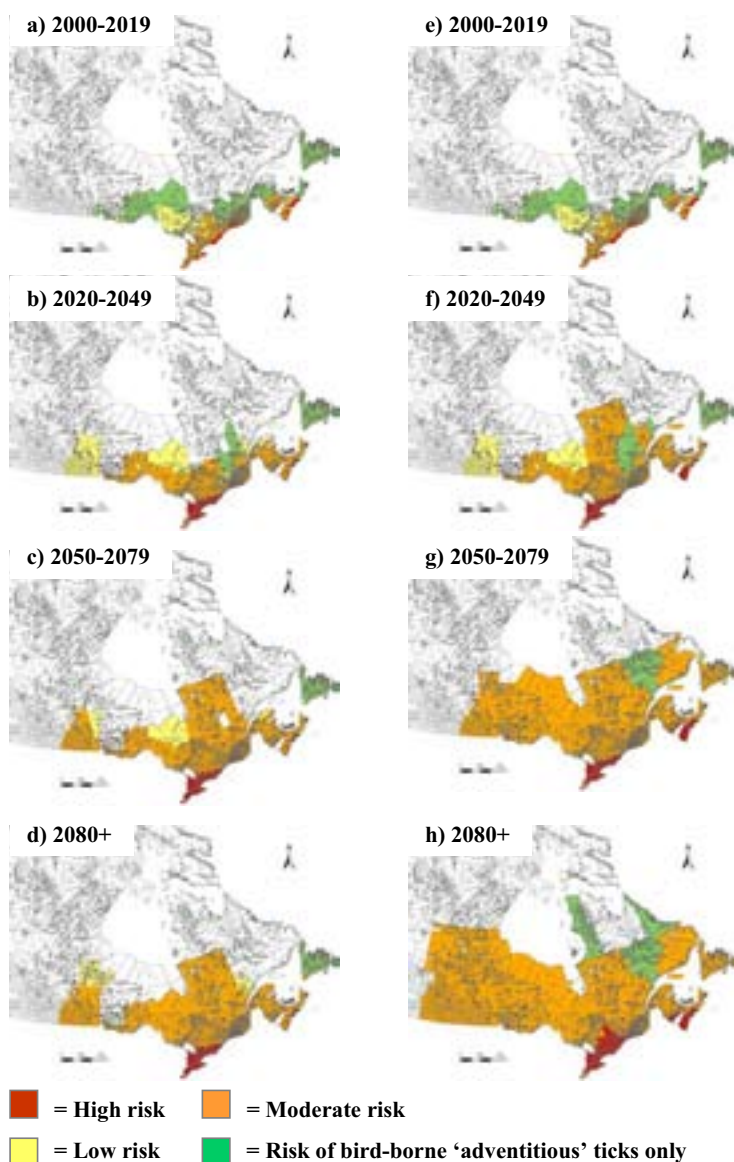 a) 2000-2019
e) 2000-2019
b) 2020-2049
f) 2020-2049
c) 2050-2079
g) 2050-2079
d) 2080+
h) 2080+
= High risk
= Moderate risk
= Low risk
= Risk of bird-borne ‘adventitious’ ticks only